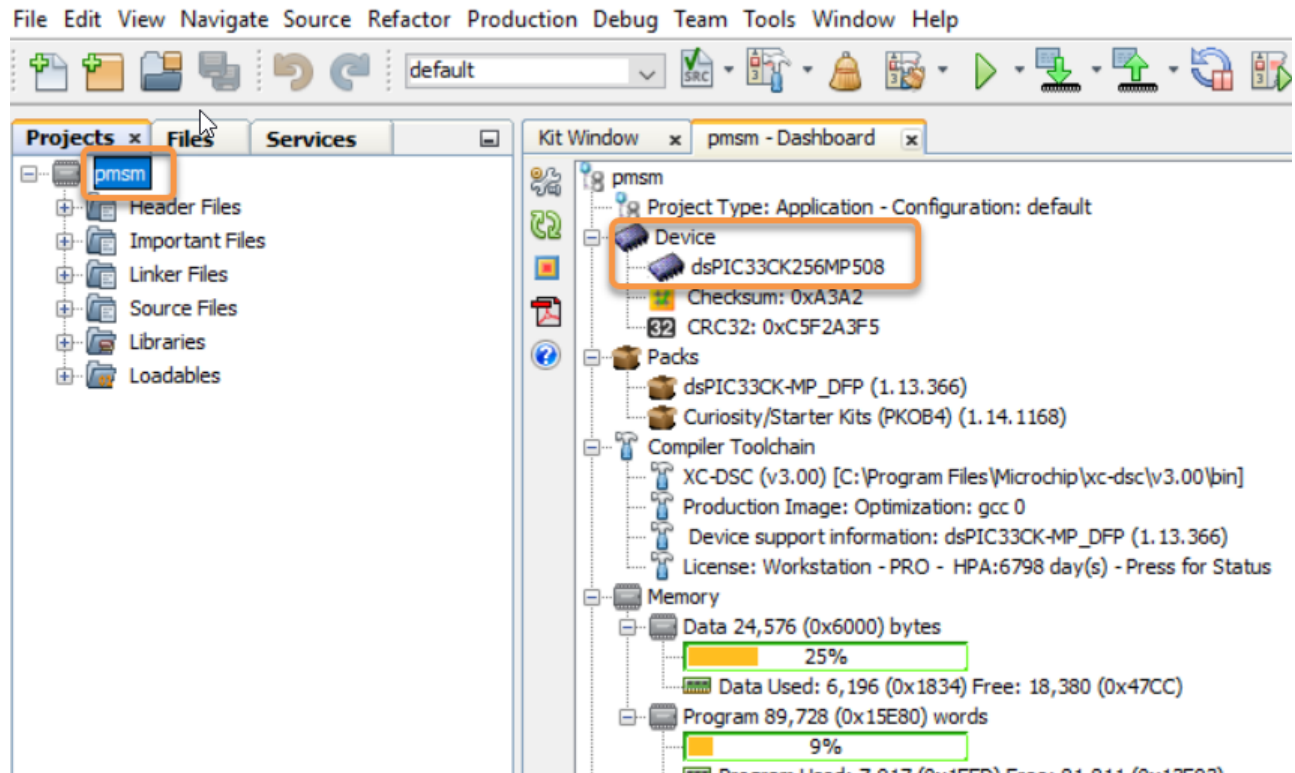 File Edit View Navigate Source Refactor Production Debug Team Tools Window Help
default
SRC
Projects x Files Services
Kit Window x pmsm - Dashboard x
pmsm
Header Files
Important Files
Linker Files
Source Files
Libraries
Loadables
pmsm
Project Type: Application - Configuration: default
Device
dsPIC33CK256MP508
Checksum: 0xA3A2
32 CRC32: 0xC5F2A3F5
Packs
dsPIC33CK-MP_DFP (1.13.366)
Curiosity/Starter Kits (PKOB4) (1.14.1168)
Compiler Toolchain
XC-DSC (v3.00) [C:\Program Files\Microchip\xc-dsc\v3.00\bin]
Production Image: Optimization: gcc 0
Device support information: dsPIC33CK-MP_DFP (1.13.366)
License: Workstation - PRO - HPA:6798 day(s) - Press for Status
Memory
Data 24,576 (0x6000) bytes
25%
Data Used: 6,196 (0x1834) Free: 18,380 (0x47CC)
Program 89,728 (0x15E80) words
9%